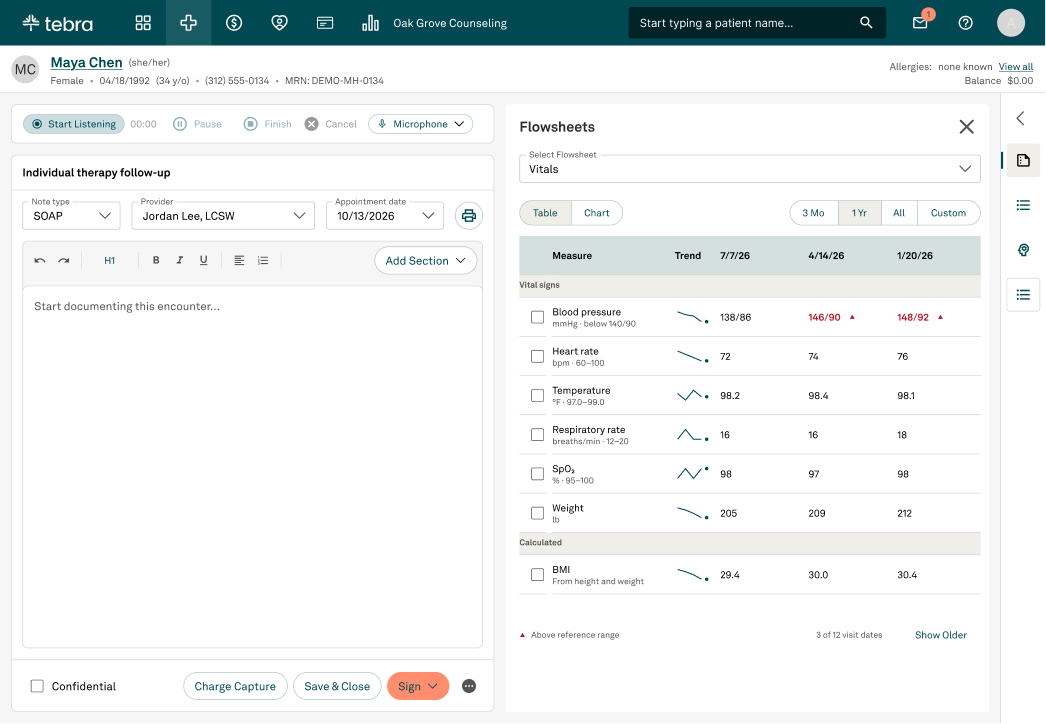 tebra
Oak Grove Counseling
Start typing a patient name...
1
A
MC
Maya Chen (she/her)
Female • 04/18/1992 (34 y/o) • (312) 555-0134 • MRN: DEMO-MH-0134
Allergies: none known View all
Balance $0.00
Start Listening 00:00 Pause Finish Cancel Microphone
Individual therapy follow-up
Note type
SOAP
Provider
Jordan Lee, LCSW
Appointment date
10/13/2026
H1 B I U
Add Section
Start documenting this encounter...
Confidential
Charge Capture
Save & Close
Sign
Flowsheets
Select Flowsheet
Vitals
Table Chart
3 Mo 1 Yr All Custom
Measure Trend 7/7/26 4/14/26 1/20/26
Vital signs
Blood pressure 138/86 146/90 ▲ 148/92 ▲
mmHg · below 140/90
Heart rate 72 74 76
bpm · 60–100
Temperature 98.2 98.4 98.1
°F · 97.0–99.0
Respiratory rate 16 16 18
breaths/min · 12–20
SpO₂ 98 97 98
% · 95–100
Weight 205 209 212
lb
Calculated
BMI 29.4 30.0 30.4
From height and weight
▲ Above reference range
3 of 12 visit dates
Show Older